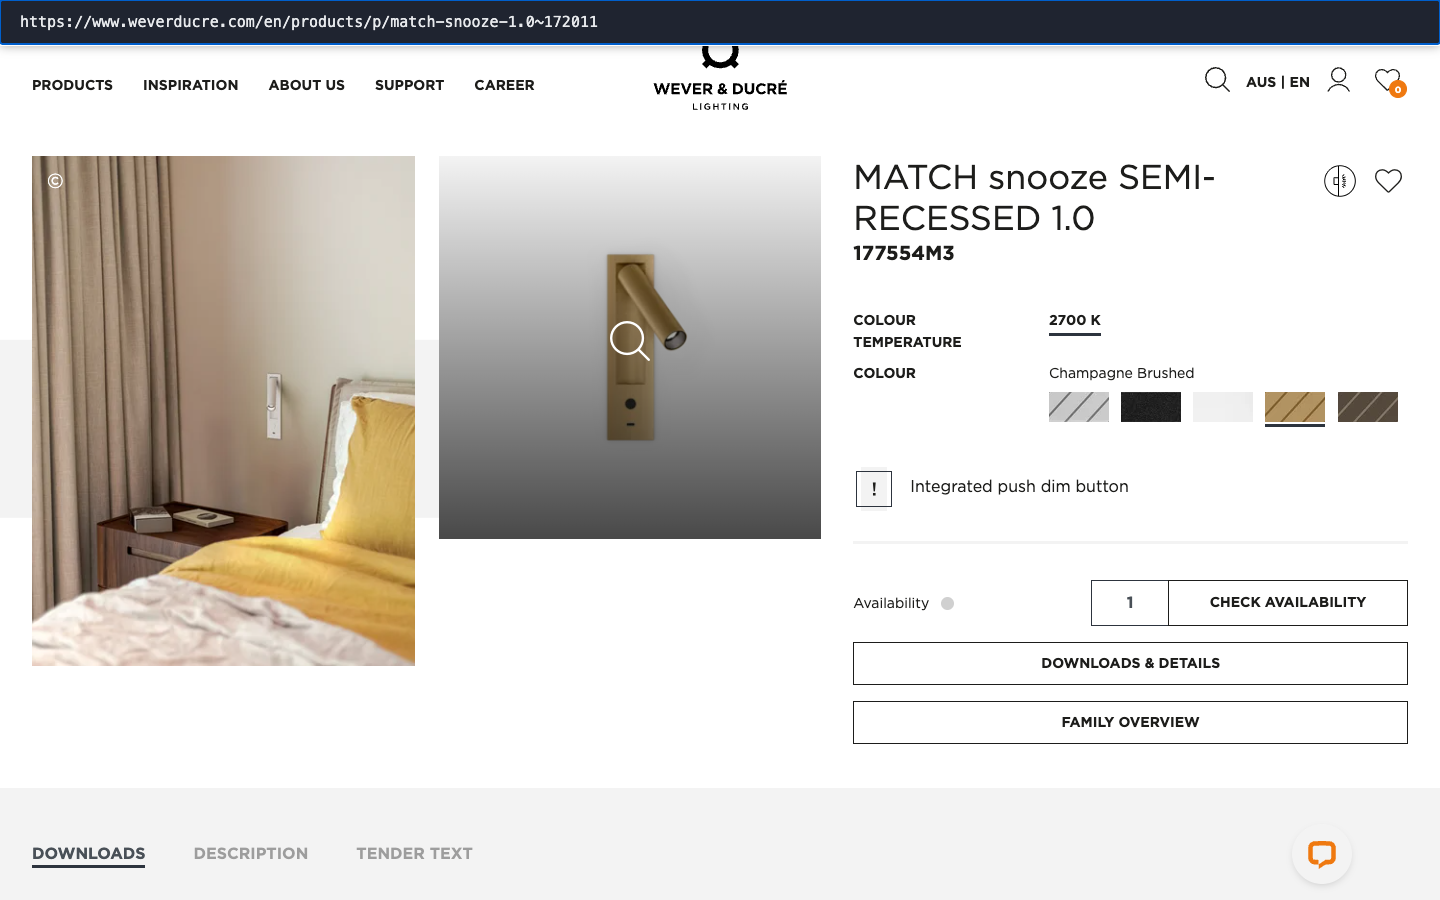 https://www.weverducre.com/en/products/p/match-snooze-1.0~172011
PRODUCTS INSPIRATION ABOUT US SUPPORT CAREER
WEVER & DUCRÉ
LIGHTING
AUS | EN
0
©
MATCH snooze SEMI-
RECESSED 1.0
177554M3
COLOUR
TEMPERATURE
2700 K
COLOUR
Champagne Brushed
!
Integrated push dim button
Availability
1
CHECK AVAILABILITY
DOWNLOADS & DETAILS
FAMILY OVERVIEW
DOWNLOADS DESCRIPTION TENDER TEXT